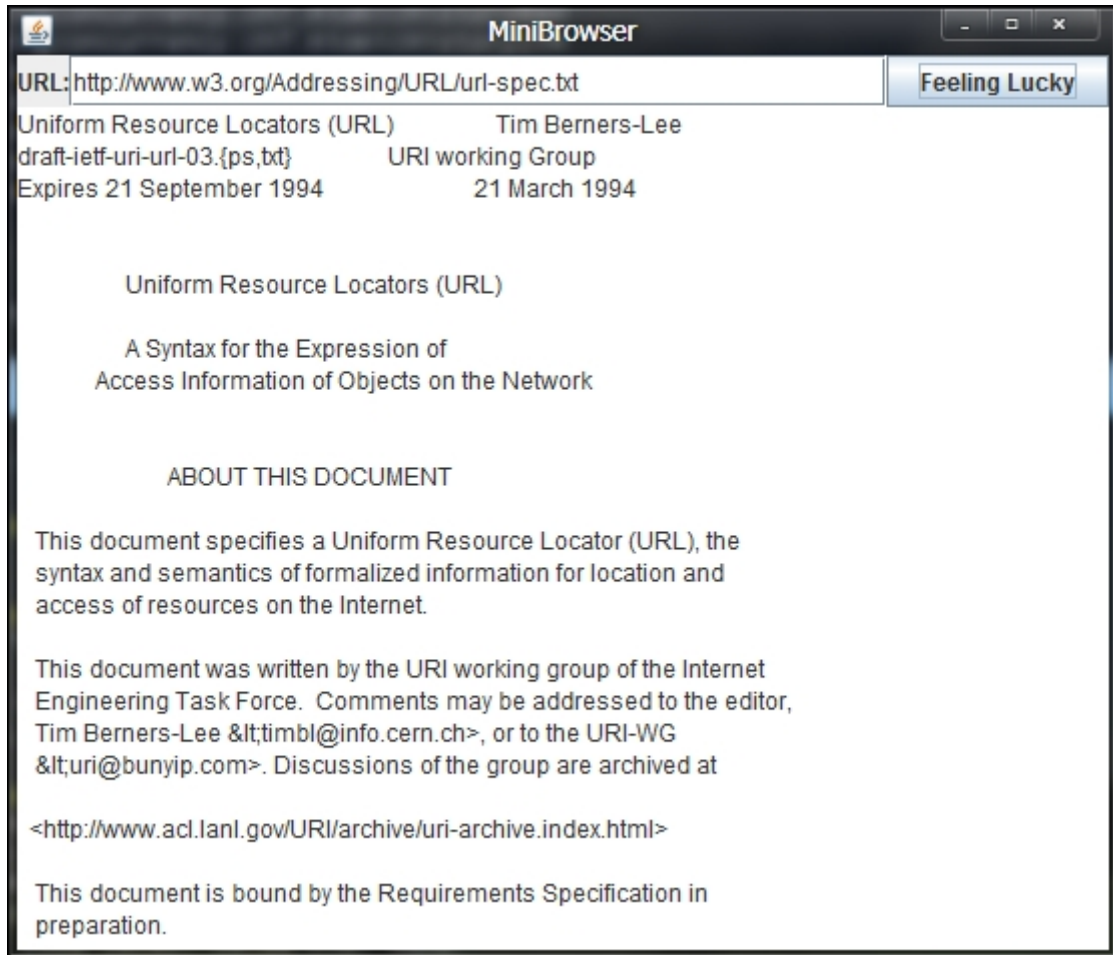 MiniBrowser
URL: http://www.w3.org/Addressing/URL/url-spec.txt Feeling Lucky
Uniform Resource Locators (URL) Tim Berners-Lee
draft-ietf-uri-url-03.{ps,txt} URI working Group
Expires 21 September 1994 21 March 1994
Uniform Resource Locators (URL)
A Syntax for the Expression of
Access Information of Objects on the Network
ABOUT THIS DOCUMENT
This document specifies a Uniform Resource Locator (URL), the
syntax and semantics of formalized information for location and
access of resources on the Internet.
This document was written by the URI working group of the Internet
Engineering Task Force.  Comments may be addressed to the editor,
Tim Berners-Lee &lt;timbl@info.cern.ch>, or to the URI-WG
&lt;uri@bunyip.com>. Discussions of the group are archived at
<http://www.acl.lanl.gov/URI/archive/uri-archive.index.html>
This document is bound by the Requirements Specification in
preparation.